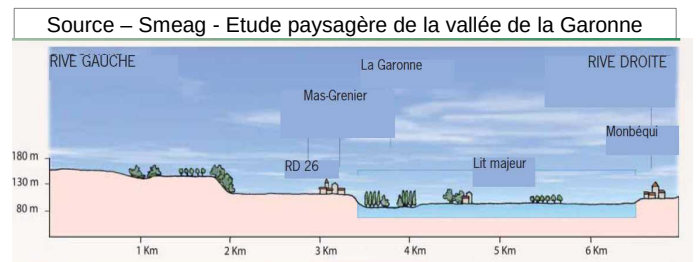 Source – Smeag - Etude paysagère de la vallée de la Garonne
RIVE GAUCHE
La Garonne
RIVE DROITE
Mas-Grenier
Monbéqui
RD 26
Lit majeur
180 m
130 m
80 m
1 Km
2 Km
3 Km
4 Km
5 Km
6 Km